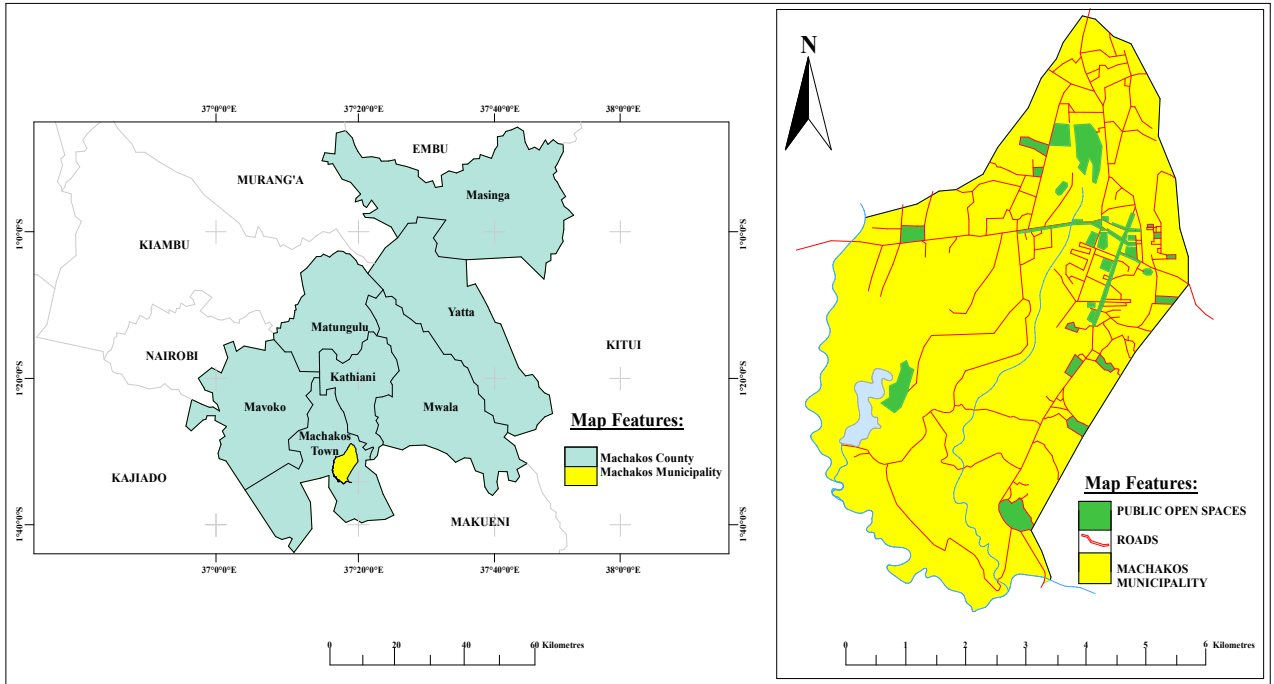 37°0'0"E
37°20'0"E
37°40'0"E
38°0'0"E
EMBU
MURANG'A
Masinga
KIAMBU
1°0'0"S
1°0'0"S
Yatta
Matungulu
NAIROBI
KITUI
Kathiani
1°20'0"S
1°20'0"S
Mavoko
Mwala
Map Features:
Machakos
Town
Machakos County
Machakos Municipality
KAJIADO
MAKUENI
1°40'0"S
1°40'0"S
37°0'0"E
37°20'0"E
37°40'0"E
38°0'0"E
0 20 40 60 Kilometres
N
Map Features:
PUBLIC OPEN SPACES
ROADS
MACHAKOS
MUNICIPALITY
0 1 2 3 4 5 6
Kilometres